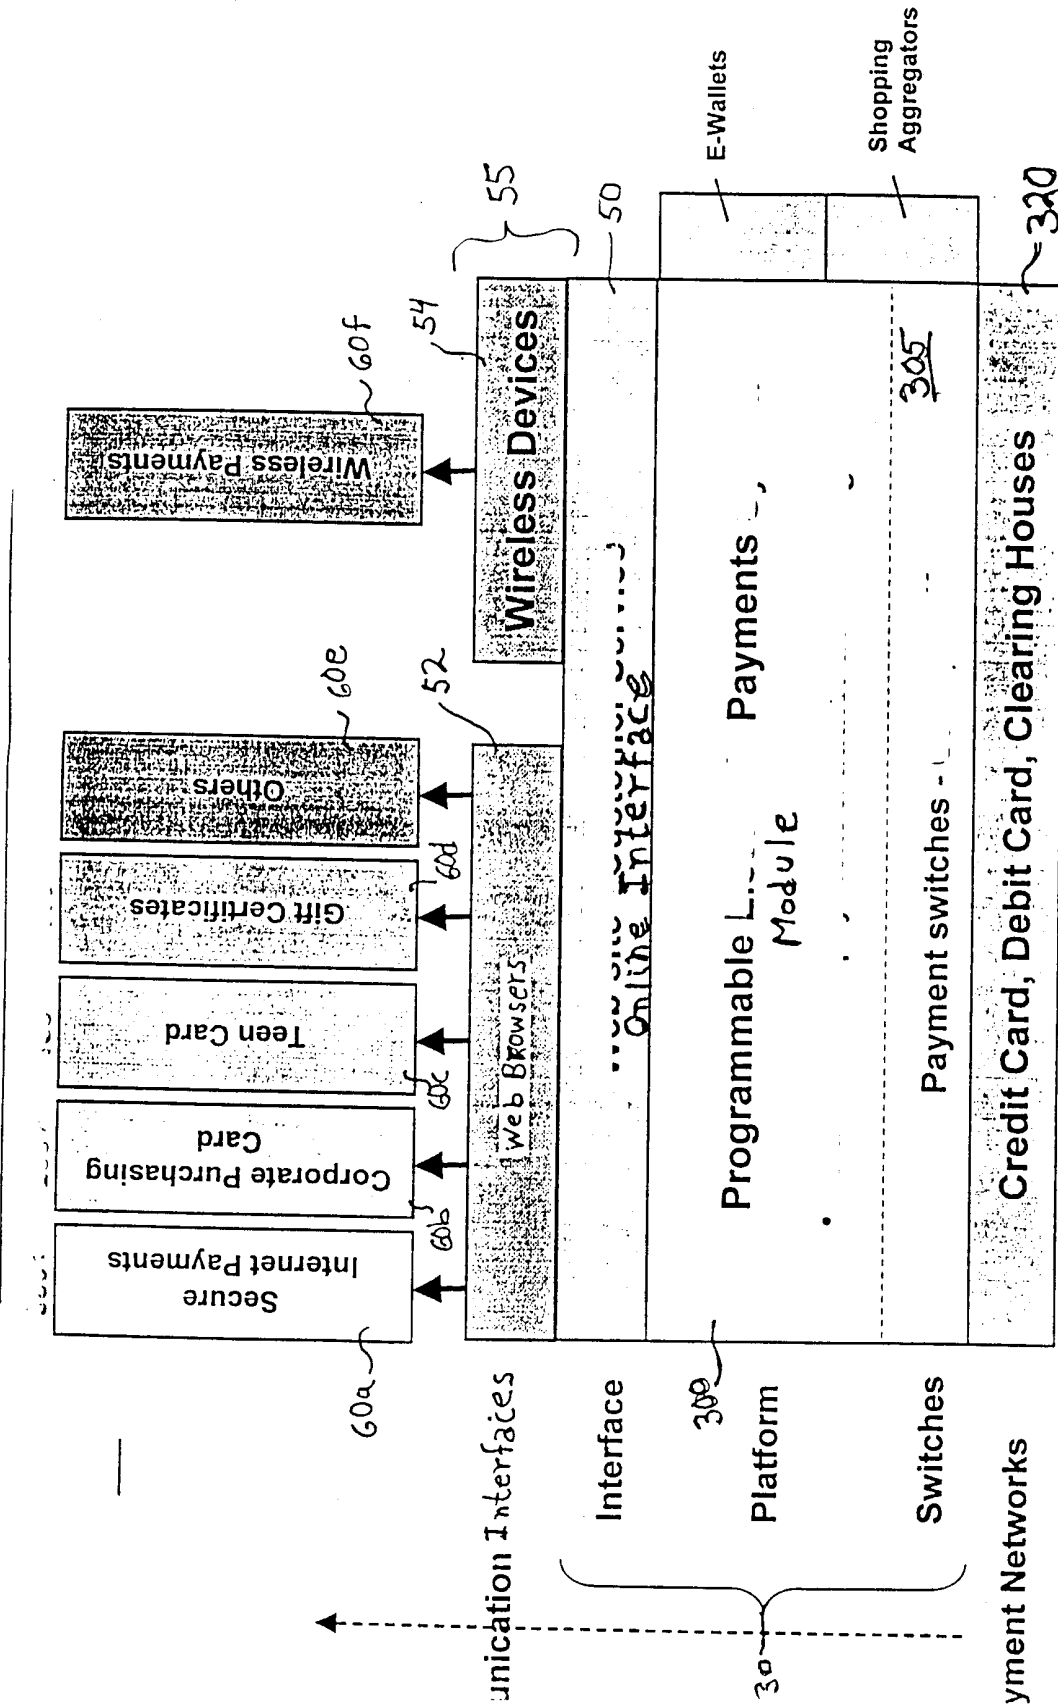 Secure
Internet Payments
60a
Corporate Purchasing
Card
60b
Teen Card
60c
Gift Certificates
60d
Others
60e
Wireless Payments
60f
unication Interfaces
Web Browsers
52
Wireless Devices
54
55
Interface
Online Interface
50
30
Platform
300
Programmable
Payments
Module
E-Wallets
Switches
Payment switches -
305
Shopping
Aggregators
yment Networks
Credit Card, Debit Card, Clearing Houses
320